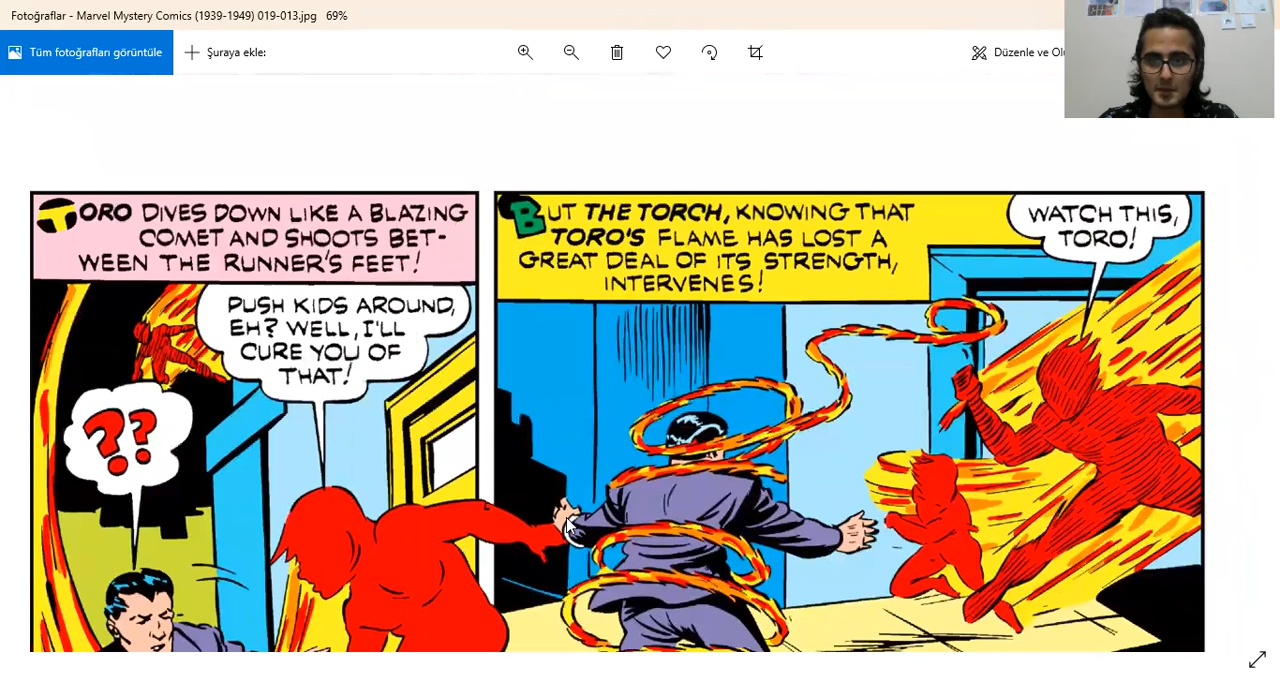 Fotoğraflar - Marvel Mystery Comics (1939-1949) 019-013.jpg   69%
Tüm fotoğrafları görüntüle
Şuraya ekle:
Düzenle ve Ol
TORO DIVES DOWN LIKE A BLAZING
COMET AND SHOOTS BET-
WEEN THE RUNNER'S FEET!
PUSH KIDS AROUND,
EH? WELL, I'LL
CURE YOU OF
THAT!
??
BUT THE TORCH, KNOWING THAT
TORO'S FLAME HAS LOST A
GREAT DEAL OF ITS STRENGTH,
INTERVENES!
WATCH THIS,
TORO!